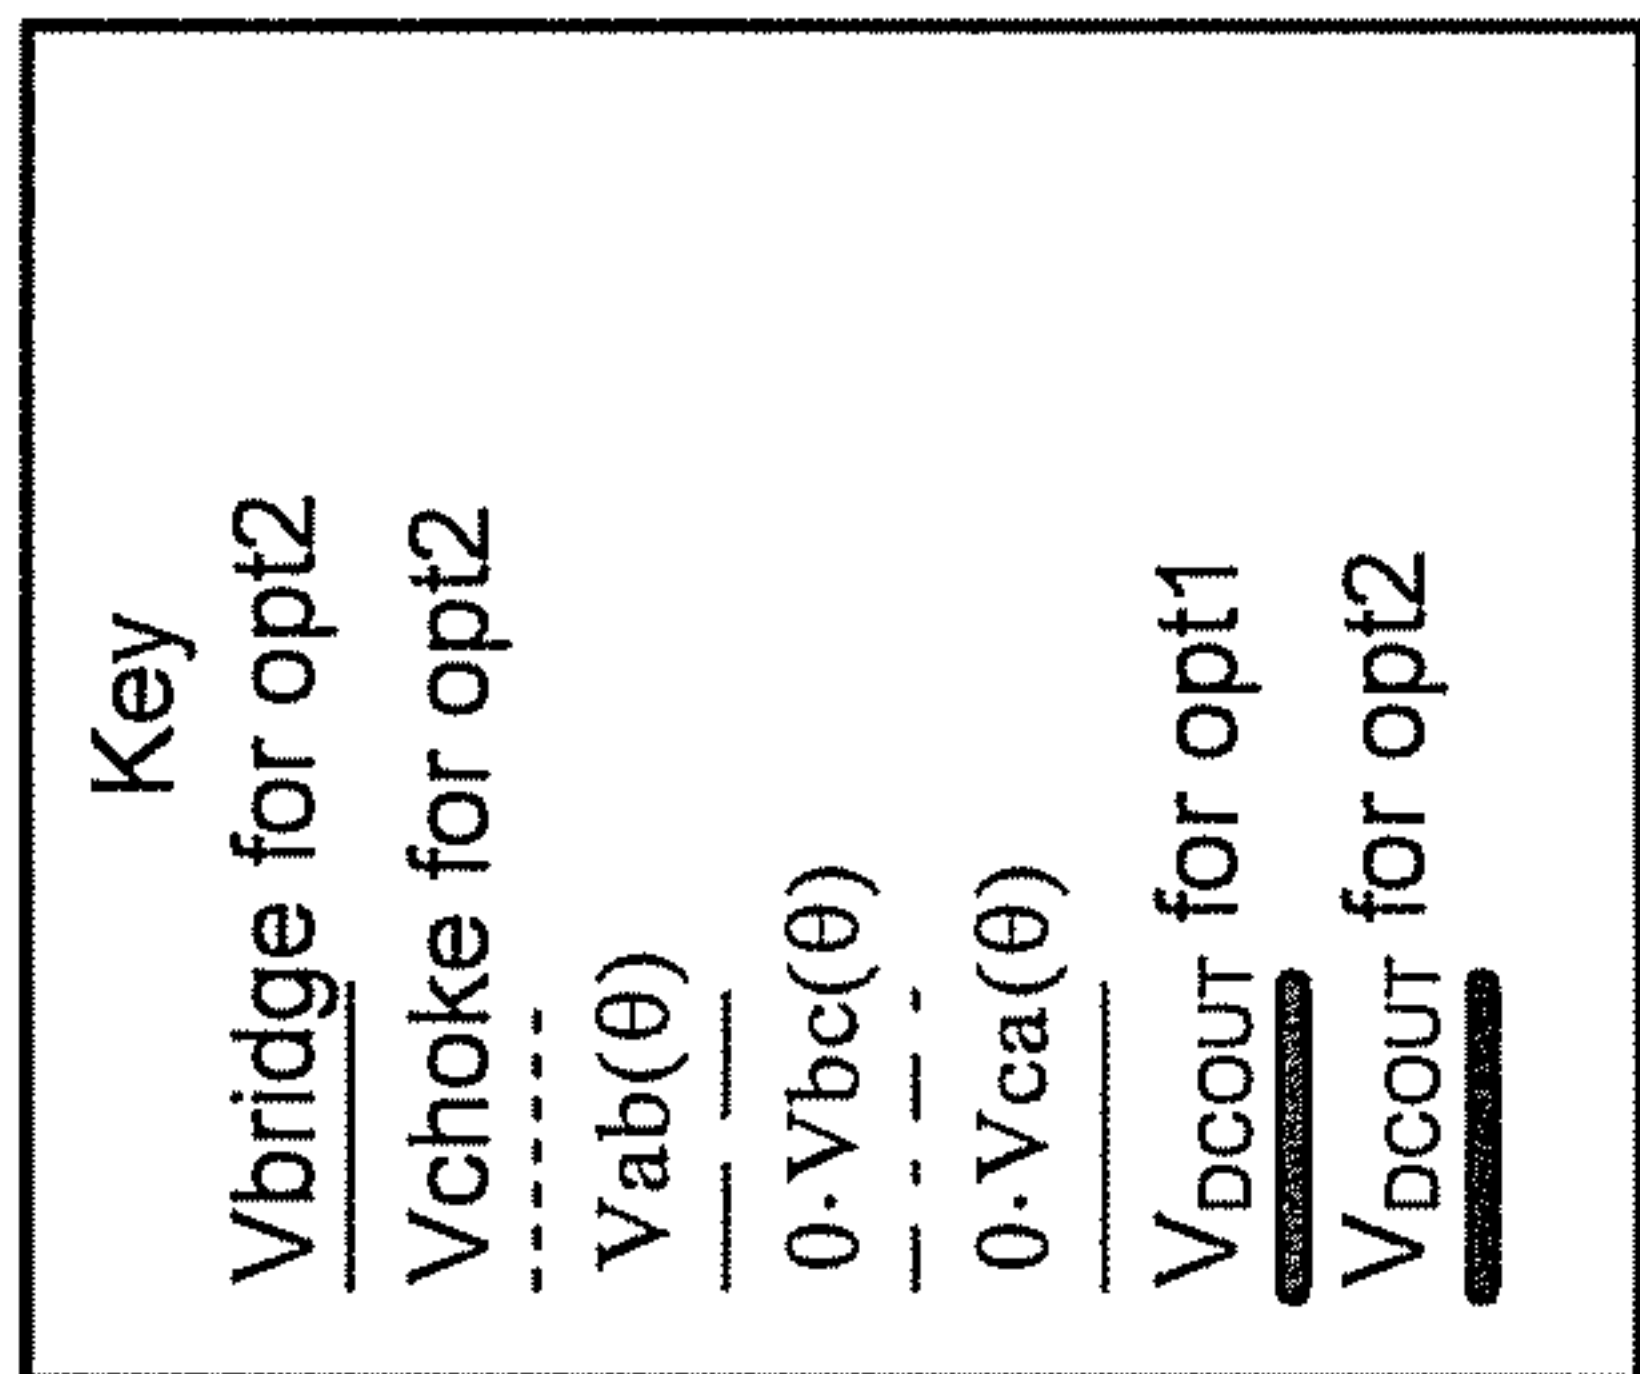 Key
Vbridge for opt2
Vchoke for opt2
Vab(θ)
0·Vbc(θ)
0·Vca(θ)
VDCOUT for opt1
VDCOUT for opt2